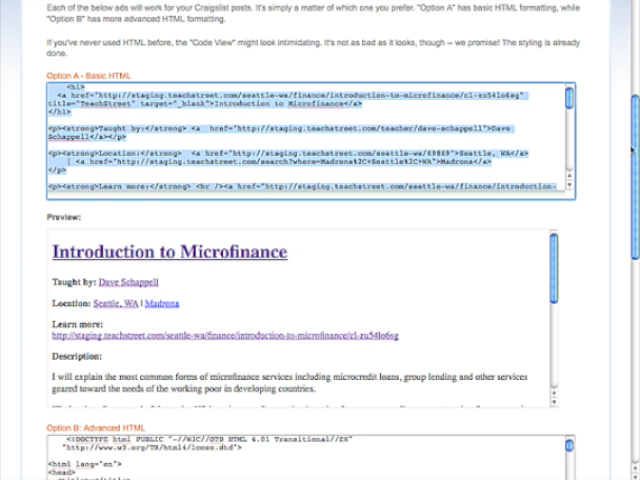 Each of the below ads will work for your Craigslist posts. It's simply a matter of which one you prefer. "Option A" has basic HTML formatting, while
"Option B" has more advanced HTML formatting.
If you've never used HTML before, the "Code View" might look intimidating. It's not as bad as it looks, though -- we promise! The styling is already
done.
Option A - Basic HTML
<h1>
<a href="http://staging.teachstreet.com/seattle-wa/finance/introduction-to-microfinance/cl-zu54lo6sg"
title="TeachStreet" target="_blank">Introduction to Microfinance</a>
</h1>
<p><strong>Taught by:</strong> <a href="http://staging.teachstreet.com/teacher/dave-schappell">Dave
Schappell</a></p>
<p><strong>Location:</strong> <a href="http://staging.teachstreet.com/seattle-wa/69869">Seattle, WA</a>
| <a href="http://staging.teachstreet.com/search?where=Madrona%2C+Seattle%2C+WA">Madrona</a>
</p>
<p><strong>Learn more:</strong> <br /><a href="http://staging.teachstreet.com/seattle-wa/finance/introduction-
Preview:
Introduction to Microfinance
Taught by: Dave Schappell
Location: Seattle, WA | Madrona
Learn more:
http://staging.teachstreet.com/seattle-wa/finance/introduction-to-microfinance/cl-zu54lo6sg
Description:
I will explain the most common forms of microfinance services including microcredit loans, group lending and other services
geared toward the needs of the working poor in developing countries.
Option B: Advanced HTML
<!DOCTYPE html PUBLIC "-//W3C//DTD HTML 4.01 Transitional//EN"
"http://www.w3.org/TR/html4/loose.dtd">
<html lang="en">
<head>